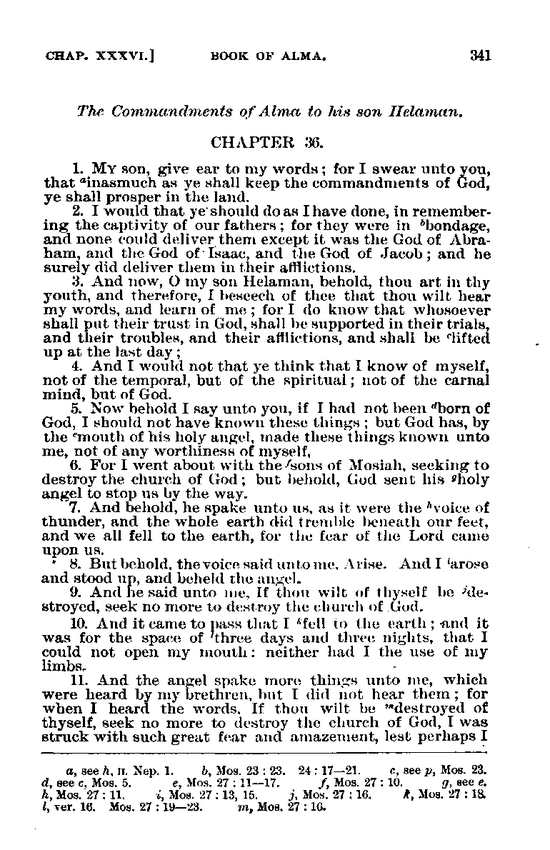 CHAP. XXXVI.] BOOK OF ALMA. 341
The Commandments of Alma to his son Helaman.
CHAPTER 36.
1. MY son, give ear to my words; for I swear unto you,
that ᵃinasmuch as ye shall keep the commandments of God,
ye shall prosper in the land.
2. I would that ye should do as I have done, in remember-
ing the captivity of our fathers; for they were in ᵇbondage,
and none could deliver them except it was the God of Abra-
ham, and the God of Isaac, and the God of Jacob; and he
surely did deliver them in their afflictions.
3. And now, O my son Helaman, behold, thou art in thy
youth, and therefore, I beseech of thee that thou wilt hear
my words, and learn of me; for I do know that whosoever
shall put their trust in God, shall be supported in their trials,
and their troubles, and their afflictions, and shall be ᶜlifted
up at the last day;
4. And I would not that ye think that I know of myself,
not of the temporal, but of the spiritual; not of the carnal
mind, but of God.
5. Now behold I say unto you, if I had not been ᵈborn of
God, I should not have known these things; but God has, by
the ᵉmouth of his holy angel, made these things known unto
me, not of any worthiness of myself,
6. For I went about with the ᶠsons of Mosiah, seeking to
destroy the church of God; but behold, God sent his ᵍholy
angel to stop us by the way.
7. And behold, he spake unto us, as it were the ʰvoice of
thunder, and the whole earth did tremble beneath our feet,
and we all fell to the earth, for the fear of the Lord came
upon us.
8. But behold, the voice said unto me, Arise. And I ⁱarose
and stood up, and beheld the angel.
9. And he said unto me, If thou wilt of thyself be ʲde-
stroyed, seek no more to destroy the church of God.
10. And it came to pass that I ᵏfell to the earth; and it
was for the space of ˡthree days and three nights, that I
could not open my mouth: neither had I the use of my
limbs.
11. And the angel spake more things unto me, which
were heard by my brethren, but I did not hear them; for
when I heard the words, If thou wilt be ᵐdestroyed of
thyself, seek no more to destroy the church of God, I was
struck with such great fear and amazement, lest perhaps I
a, see h, II. Nep. 1. b, Mos. 23 : 23. 24 : 17—21. c, see p, Mos. 23.
d, see c, Mos. 5. e, Mos. 27 : 11—17. f, Mos. 27 : 10. g, see e.
h, Mos. 27 : 11. i, Mos. 27 : 13, 15. j, Mos. 27 : 16. k, Mos. 27 : 18.
l, ver. 16. Mos. 27 : 19—23. m, Mos. 27 : 16.